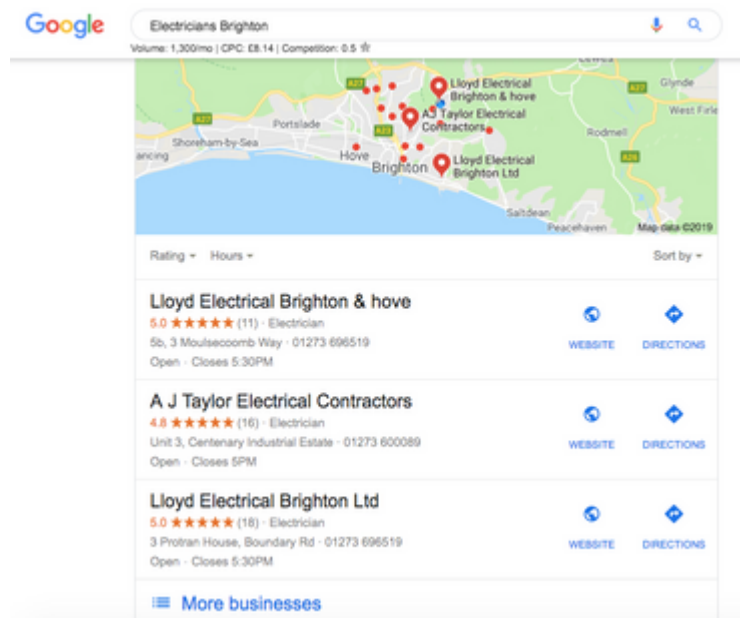 Google
Electricians Brighton
Volume: 1,300/mo | CPC: £8.14 | Competition: 0.5
Lewes
A27
Lloyd Electrical
Brighton & hove
A27
Glynde
A27
Portslade
A23
AJ Taylor Electrical
Contractors
West Firle
Shoreham-by-Sea
Rodmell
ancing
Hove
Brighton
Lloyd Electrical
Brighton Ltd
A26
Saltdean
Peacehaven
Map data ©2019
Rating
Hours
Sort by
Lloyd Electrical Brighton & hove
5.0 ★★★★★ (11) · Electrician
5b, 3 Moulsecoomb Way · 01273 696519
Open · Closes 5:30PM
WEBSITE
DIRECTIONS
A J Taylor Electrical Contractors
4.8 ★★★★★ (16) · Electrician
Unit 3, Centenary Industrial Estate · 01273 600089
Open · Closes 5PM
WEBSITE
DIRECTIONS
Lloyd Electrical Brighton Ltd
5.0 ★★★★★ (18) · Electrician
3 Protran House, Boundary Rd · 01273 696519
Open · Closes 5:30PM
WEBSITE
DIRECTIONS
More businesses